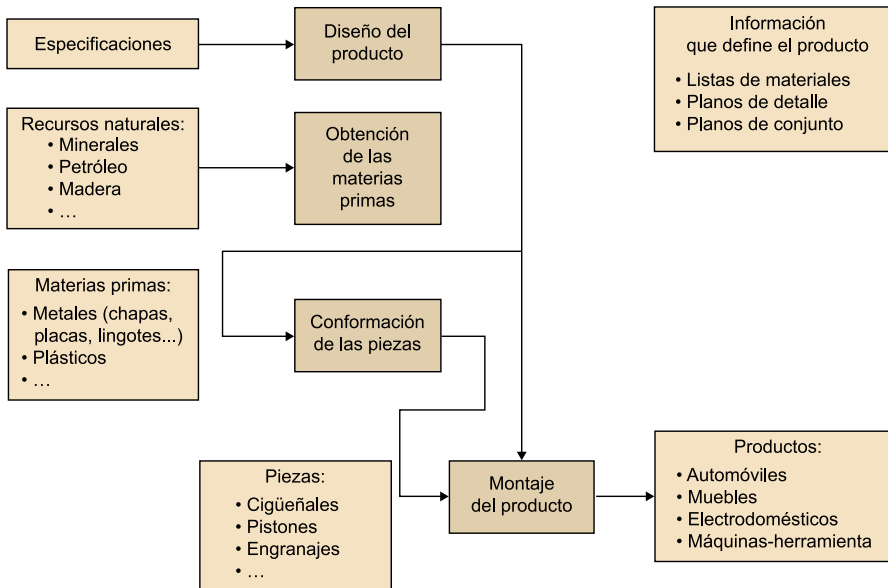 Especificaciones
Diseño del
producto
Información
que define el producto
• Listas de materiales
• Planos de detalle
• Planos de conjunto
Recursos naturales:
• Minerales
• Petróleo
• Madera
• ...
Obtención
de las
materias
primas
Materias primas:
• Metales (chapas,
placas, lingotes...)
• Plásticos
• ...
Conformación
de las piezas
Piezas:
• Cigüeñales
• Pistones
• Engranajes
• ...
Montaje
del producto
Productos:
• Automóviles
• Muebles
• Electrodomésticos
• Máquinas-herramienta